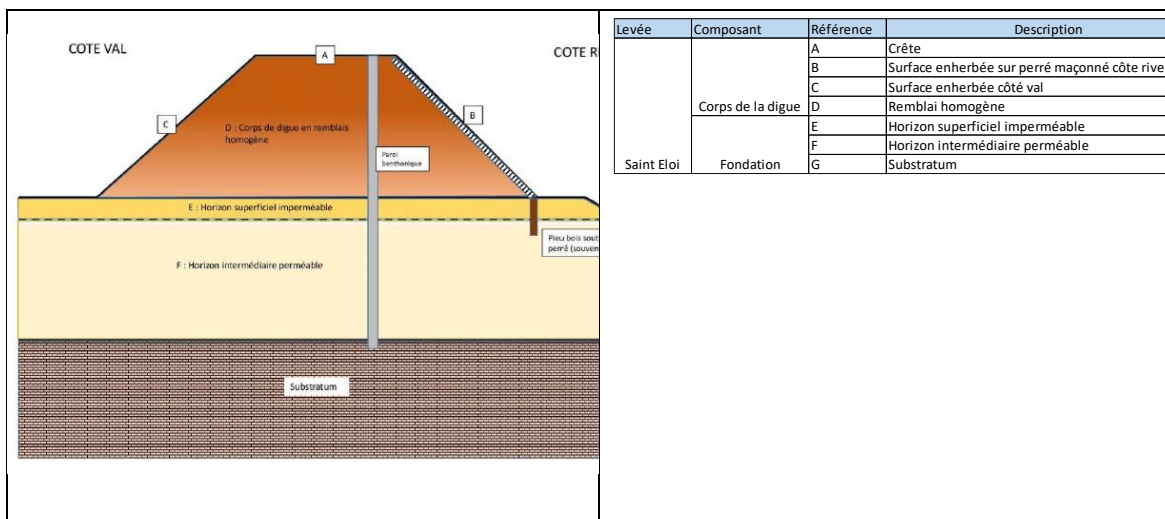 COTE VAL
COTE RI
A
B
C
D : Corps de digue en remblais
homogène
Paroi
benthonique
E : Horizon superficiel imperméable
Pieu bois sout
perré (souven
F : Horizon intermédiaire perméable
Substratum
Levée Composant Référence Description
A Crête
B Surface enherbée sur perré maçonné côte rive
C Surface enherbée côté val
Corps de la digue D Remblai homogène
E Horizon superficiel imperméable
F Horizon intermédiaire perméable
Saint Eloi Fondation G Substratum